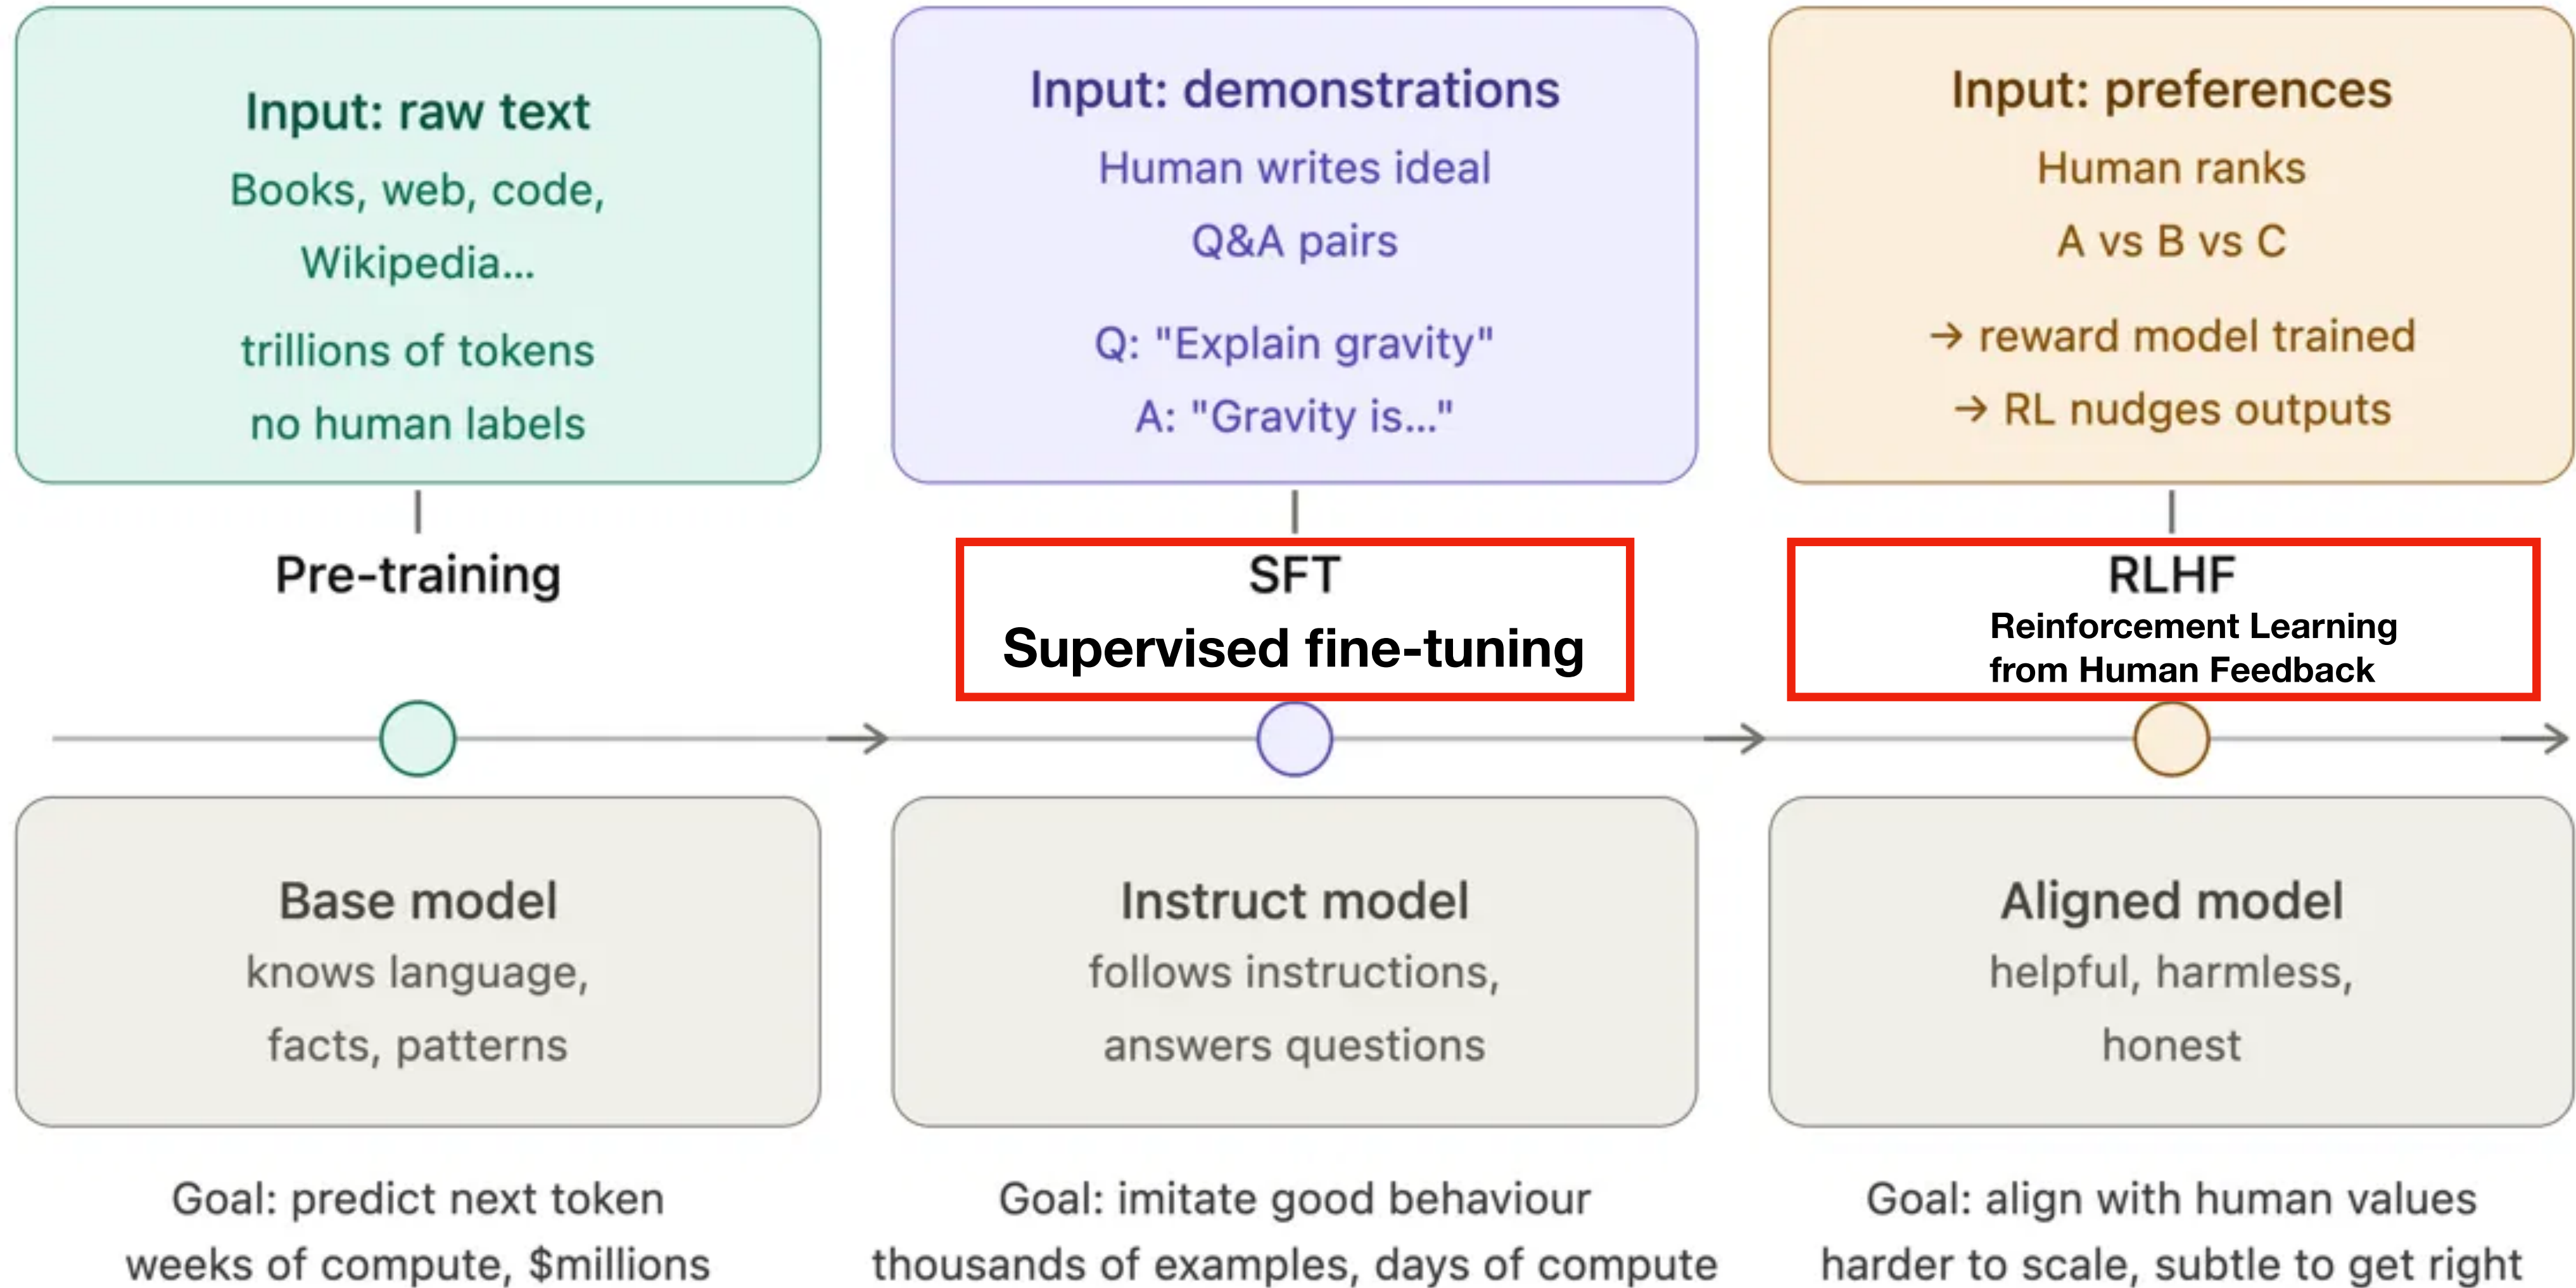 Input: raw text
Books, web, code,
Wikipedia...
trillions of tokens
no human labels
Input: demonstrations
Human writes ideal
Q&A pairs
Q: "Explain gravity"
A: "Gravity is..."
Input: preferences
Human ranks
A vs B vs C
→ reward model trained
→ RL nudges outputs
Pre-training
SFT
Supervised fine-tuning
RLHF
Reinforcement Learning
from Human Feedback
Base model
knows language,
facts, patterns
Instruct model
follows instructions,
answers questions
Aligned model
helpful, harmless,
honest
Goal: predict next token
weeks of compute, $millions
Goal: imitate good behaviour
thousands of examples, days of compute
Goal: align with human values
harder to scale, subtle to get right